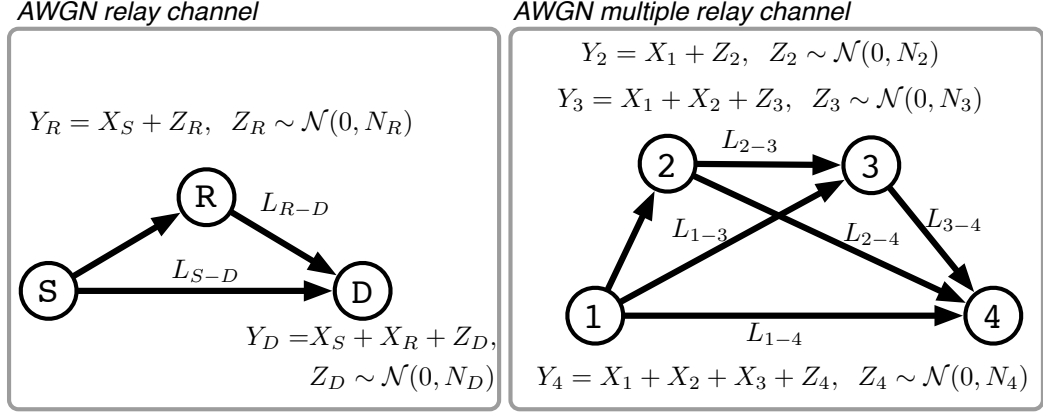 AWGN relay channel
Y_R = X_S + Z_R, Z_R ∼ 𝒩(0, N_R)
R
L_{R−D}
L_{S−D}
S
D
Y_D = X_S + X_R + Z_D,
Z_D ∼ 𝒩(0, N_D)
AWGN multiple relay channel
Y_2 = X_1 + Z_2, Z_2 ∼ 𝒩(0, N_2)
Y_3 = X_1 + X_2 + Z_3, Z_3 ∼ 𝒩(0, N_3)
L_{2−3}
2
3
L_{1−3}
L_{2−4}
L_{3−4}
1
4
L_{1−4}
Y_4 = X_1 + X_2 + X_3 + Z_4, Z_4 ∼ 𝒩(0, N_4)